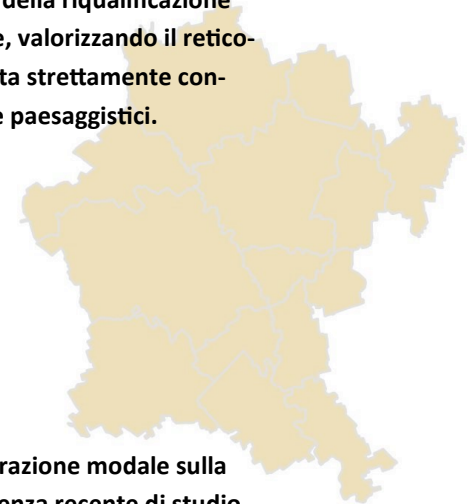 della riqualificazione
e, valorizzando il retico-
ta strettamente con-
e paesaggistici.
razione modale sulla
enza recente di studio